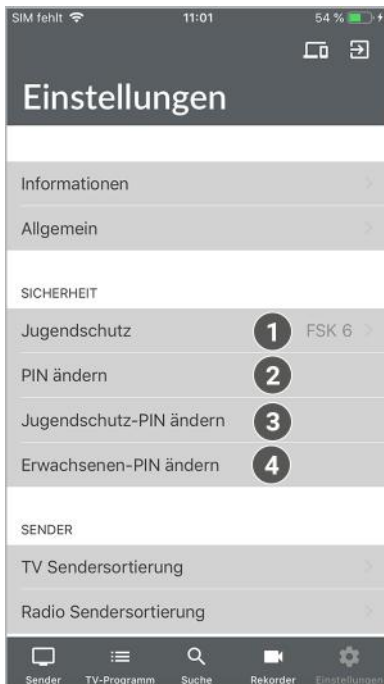 SIM fehlt 11:01 54 %
Einstellungen
Informationen
Allgemein
SICHERHEIT
Jugendschutz 1 FSK 6
PIN ändern 2
Jugendschutz-PIN ändern 3
Erwachsenen-PIN ändern 4
SENDER
TV Sendersortierung
Radio Sendersortierung
Sender TV-Programm Suche Rekorder Einstellungen